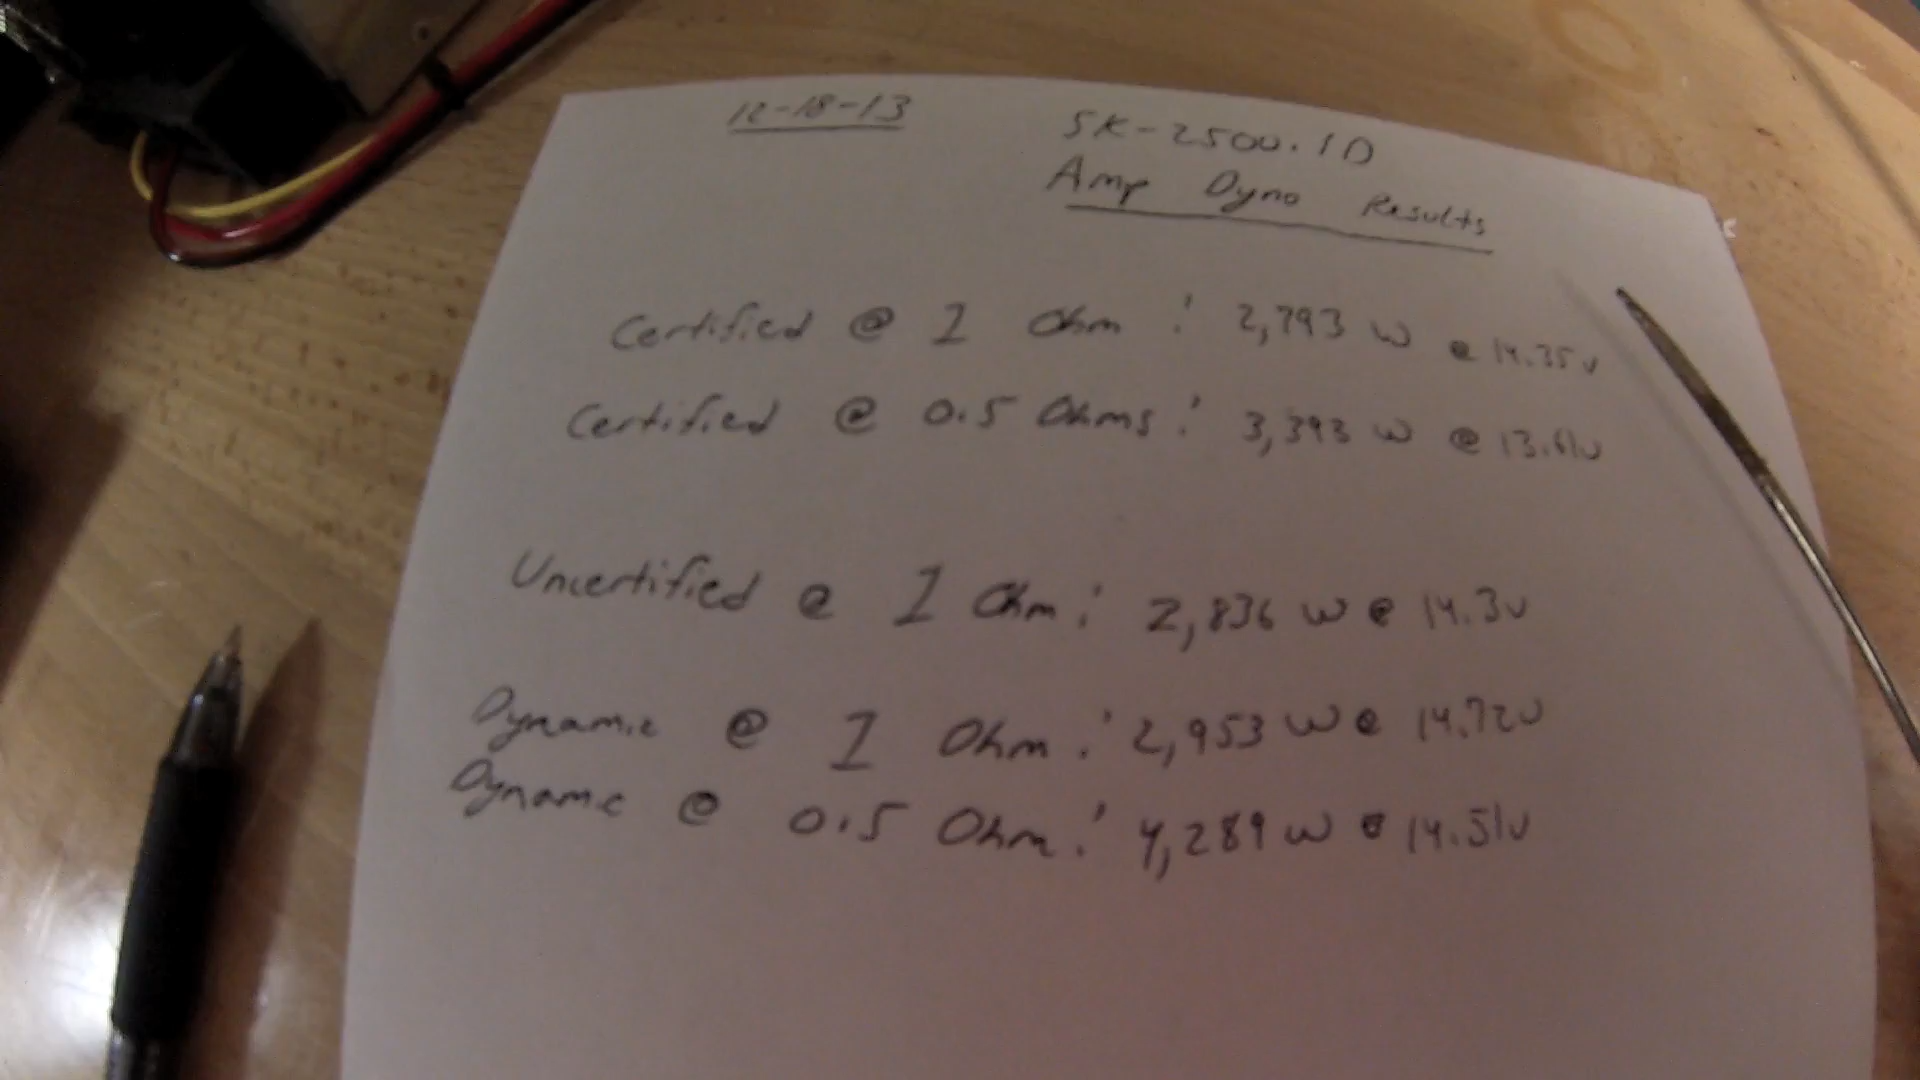 12-18-13
SK-2500.1D
Amp Dyno Results
Certified @ 1 Ohm : 2,793 W @ 14.35v
Certified @ 0.5 Ohms : 3,393 W @ 13.61v
Uncertified @ 1 Ohm : 2,836 W @ 14.3v
Dynamic @ 1 Ohm : 2,953 W @ 14.72v
Dynamic @ 0.5 Ohm : 4,289 W @ 14.51v